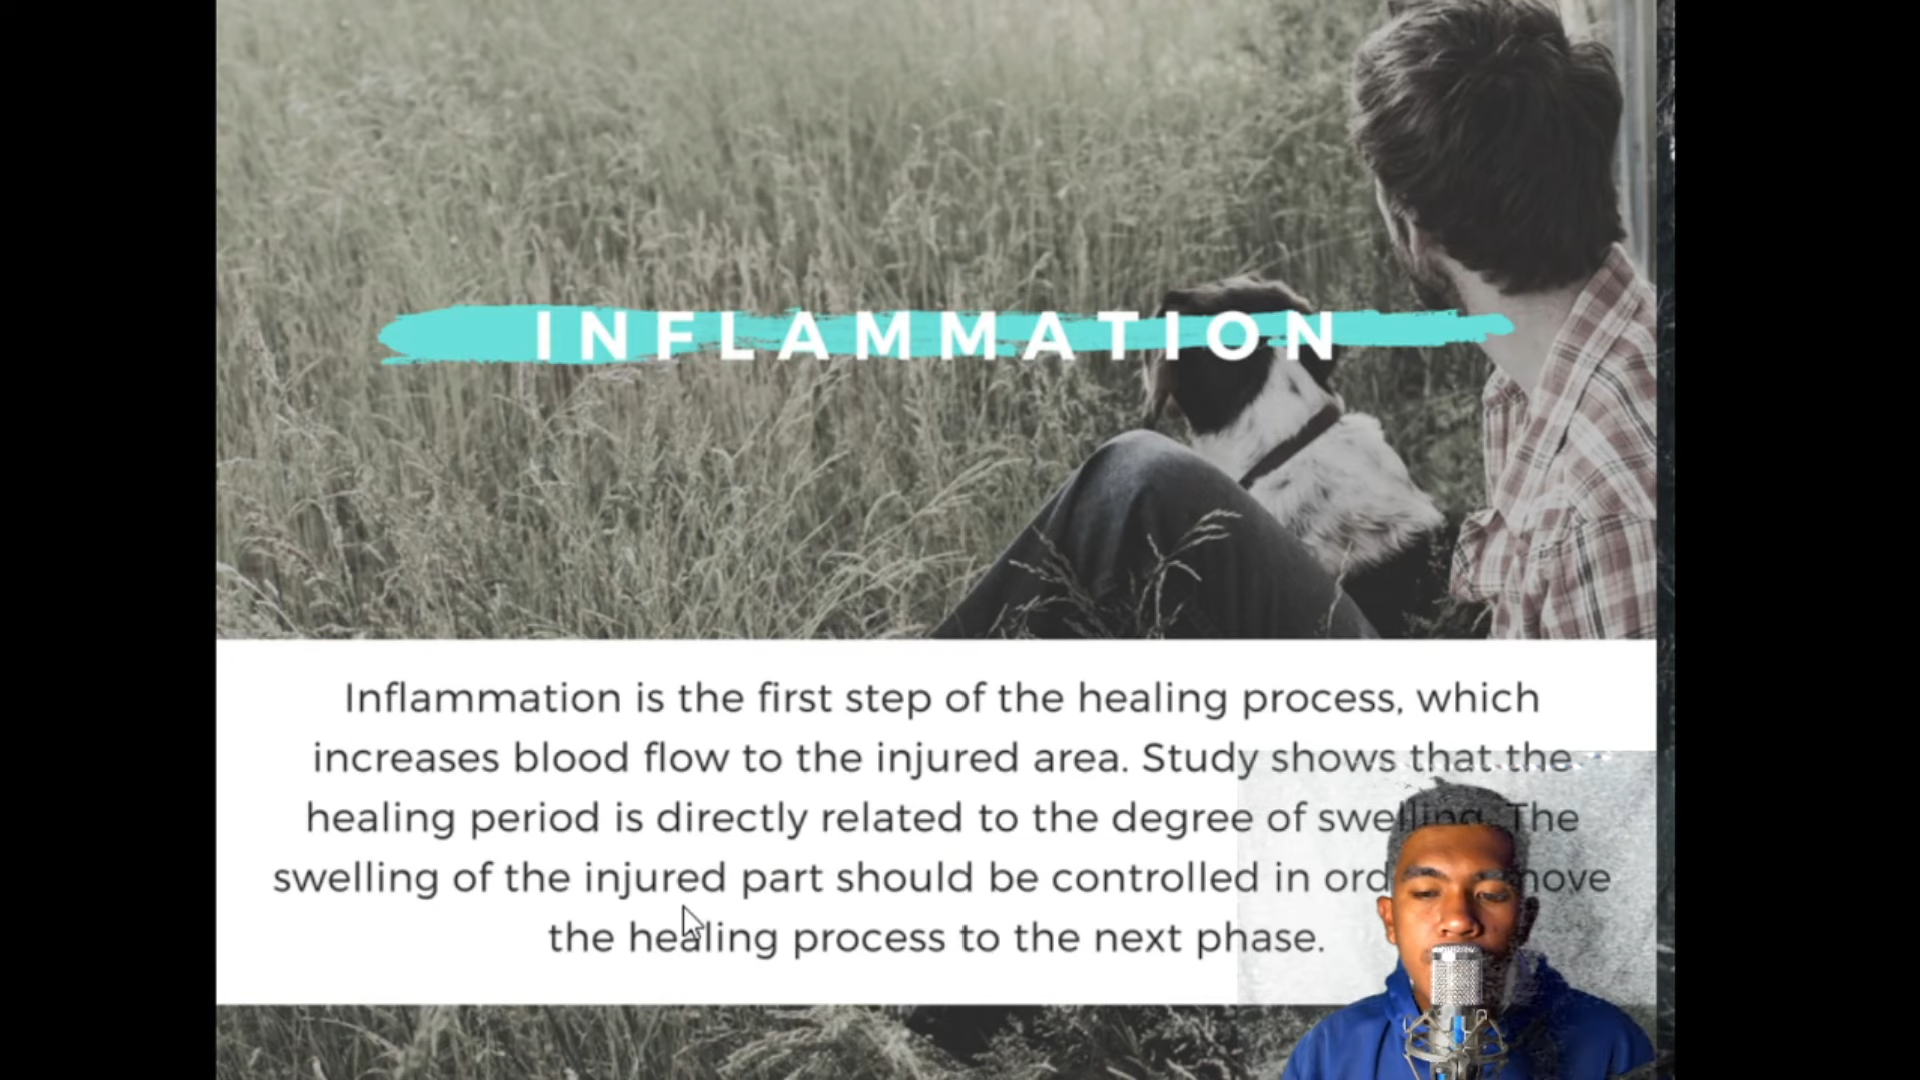 INFLAMMATION
Inflammation is the first step of the healing process, which
increases blood flow to the injured area. Study shows that the
healing period is directly related to the degree of swelling. The
swelling of the injured part should be controlled in
the healing process to the next phase.